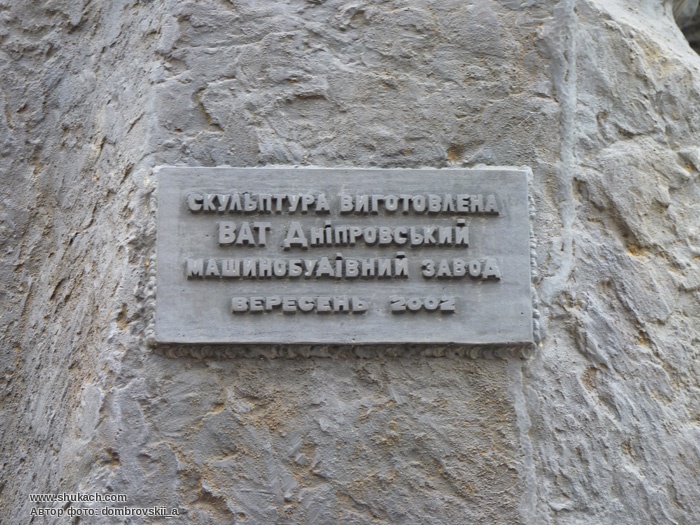 СКУЛЬПТУРА ВИГОТОВЛЕНА
ВАТ ДНІПРОВСЬКИЙ
МАШИНОБУДІВНИЙ ЗАВОД
ВЕРЕСЕНЬ 2002
www.shukach.com
Автор фото: dombrovskii_a